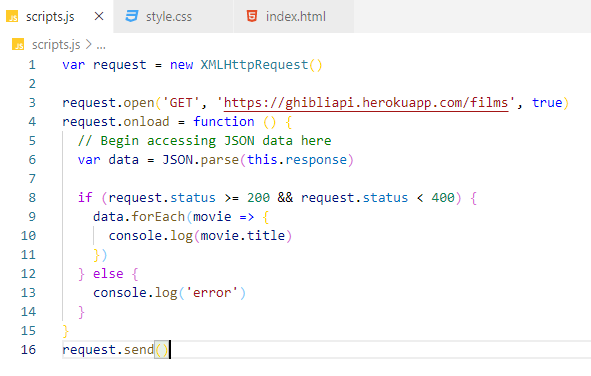 scripts.js × style.css index.html
scripts.js > ...
1 var request = new XMLHttpRequest()
2
3 request.open('GET', 'https://ghibliapi.herokuapp.com/films', true)
4 request.onload = function () {
5   // Begin accessing JSON data here
6   var data = JSON.parse(this.response)
7
8   if (request.status >= 200 && request.status < 400) {
9     data.forEach(movie => {
10       console.log(movie.title)
11     })
12   } else {
13     console.log('error')
14   }
15 }
16 request.send()